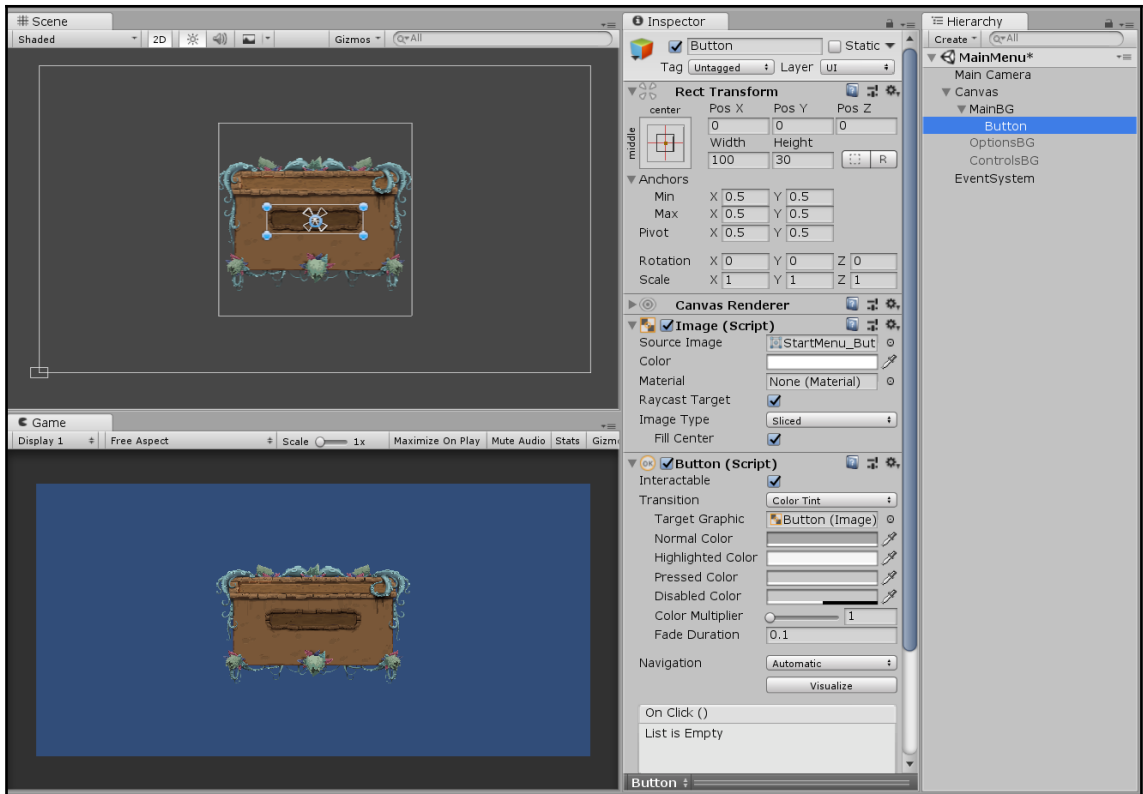 Scene
Shaded 2D Gizmos All
Game
Display 1 Free Aspect Scale 1x Maximize On Play Mute Audio Stats Gizm
Inspector
Button Static
Tag Untagged Layer UI
Rect Transform
center Pos X Pos Y Pos Z
middle
0 0 0
Width Height
100 30 R
Anchors
Min X 0.5 Y 0.5
Max X 0.5 Y 0.5
Pivot X 0.5 Y 0.5
Rotation X 0 Y 0 Z 0
Scale X 1 Y 1 Z 1
Canvas Renderer
Image (Script)
Source Image StartMenu_But
Color
Material None (Material)
Raycast Target
Image Type Sliced
Fill Center
OK Button (Script)
Interactable
Transition Color Tint
Target Graphic Button (Image)
Normal Color
Highlighted Color
Pressed Color
Disabled Color
Color Multiplier 1
Fade Duration 0.1
Navigation Automatic
Visualize
On Click ()
List is Empty
Button
Hierarchy
Create All
MainMenu*
Main Camera
Canvas
MainBG
Button
OptionsBG
ControlsBG
EventSystem